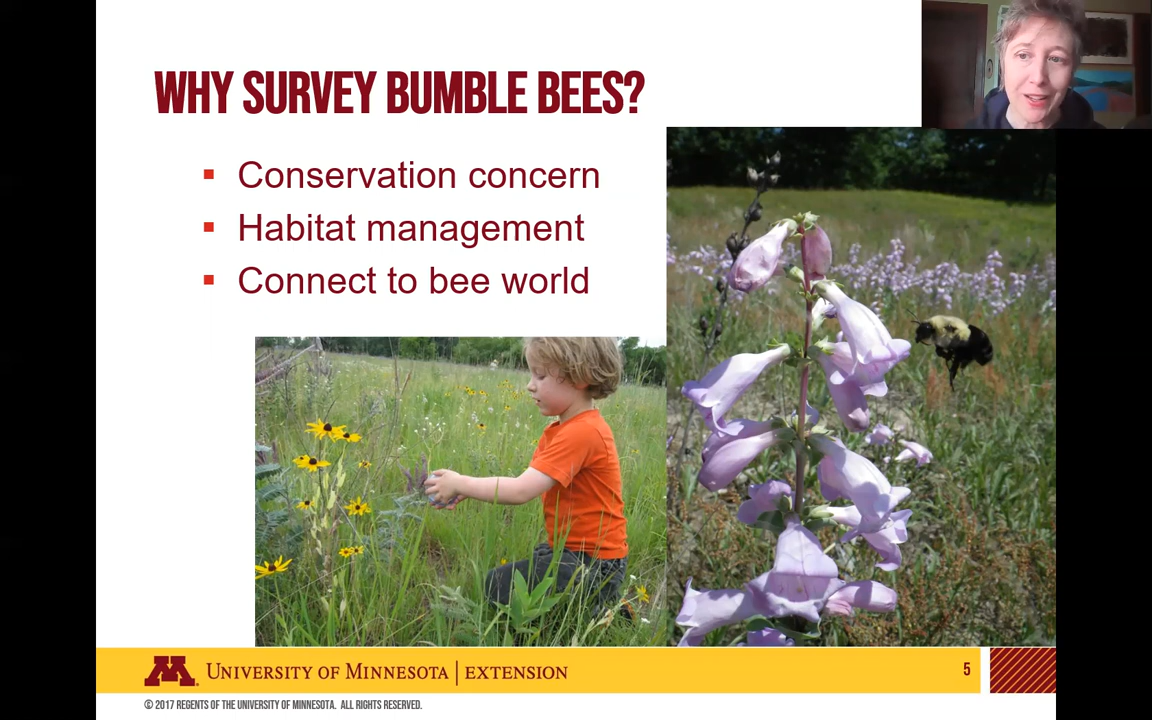 WHY SURVEY BUMBLE BEES?
▪ Conservation concern
▪ Habitat management
▪ Connect to bee world
M
UNIVERSITY OF MINNESOTA | EXTENSION
5
© 2017 REGENTS OF THE UNIVERSITY OF MINNESOTA. ALL RIGHTS RESERVED.